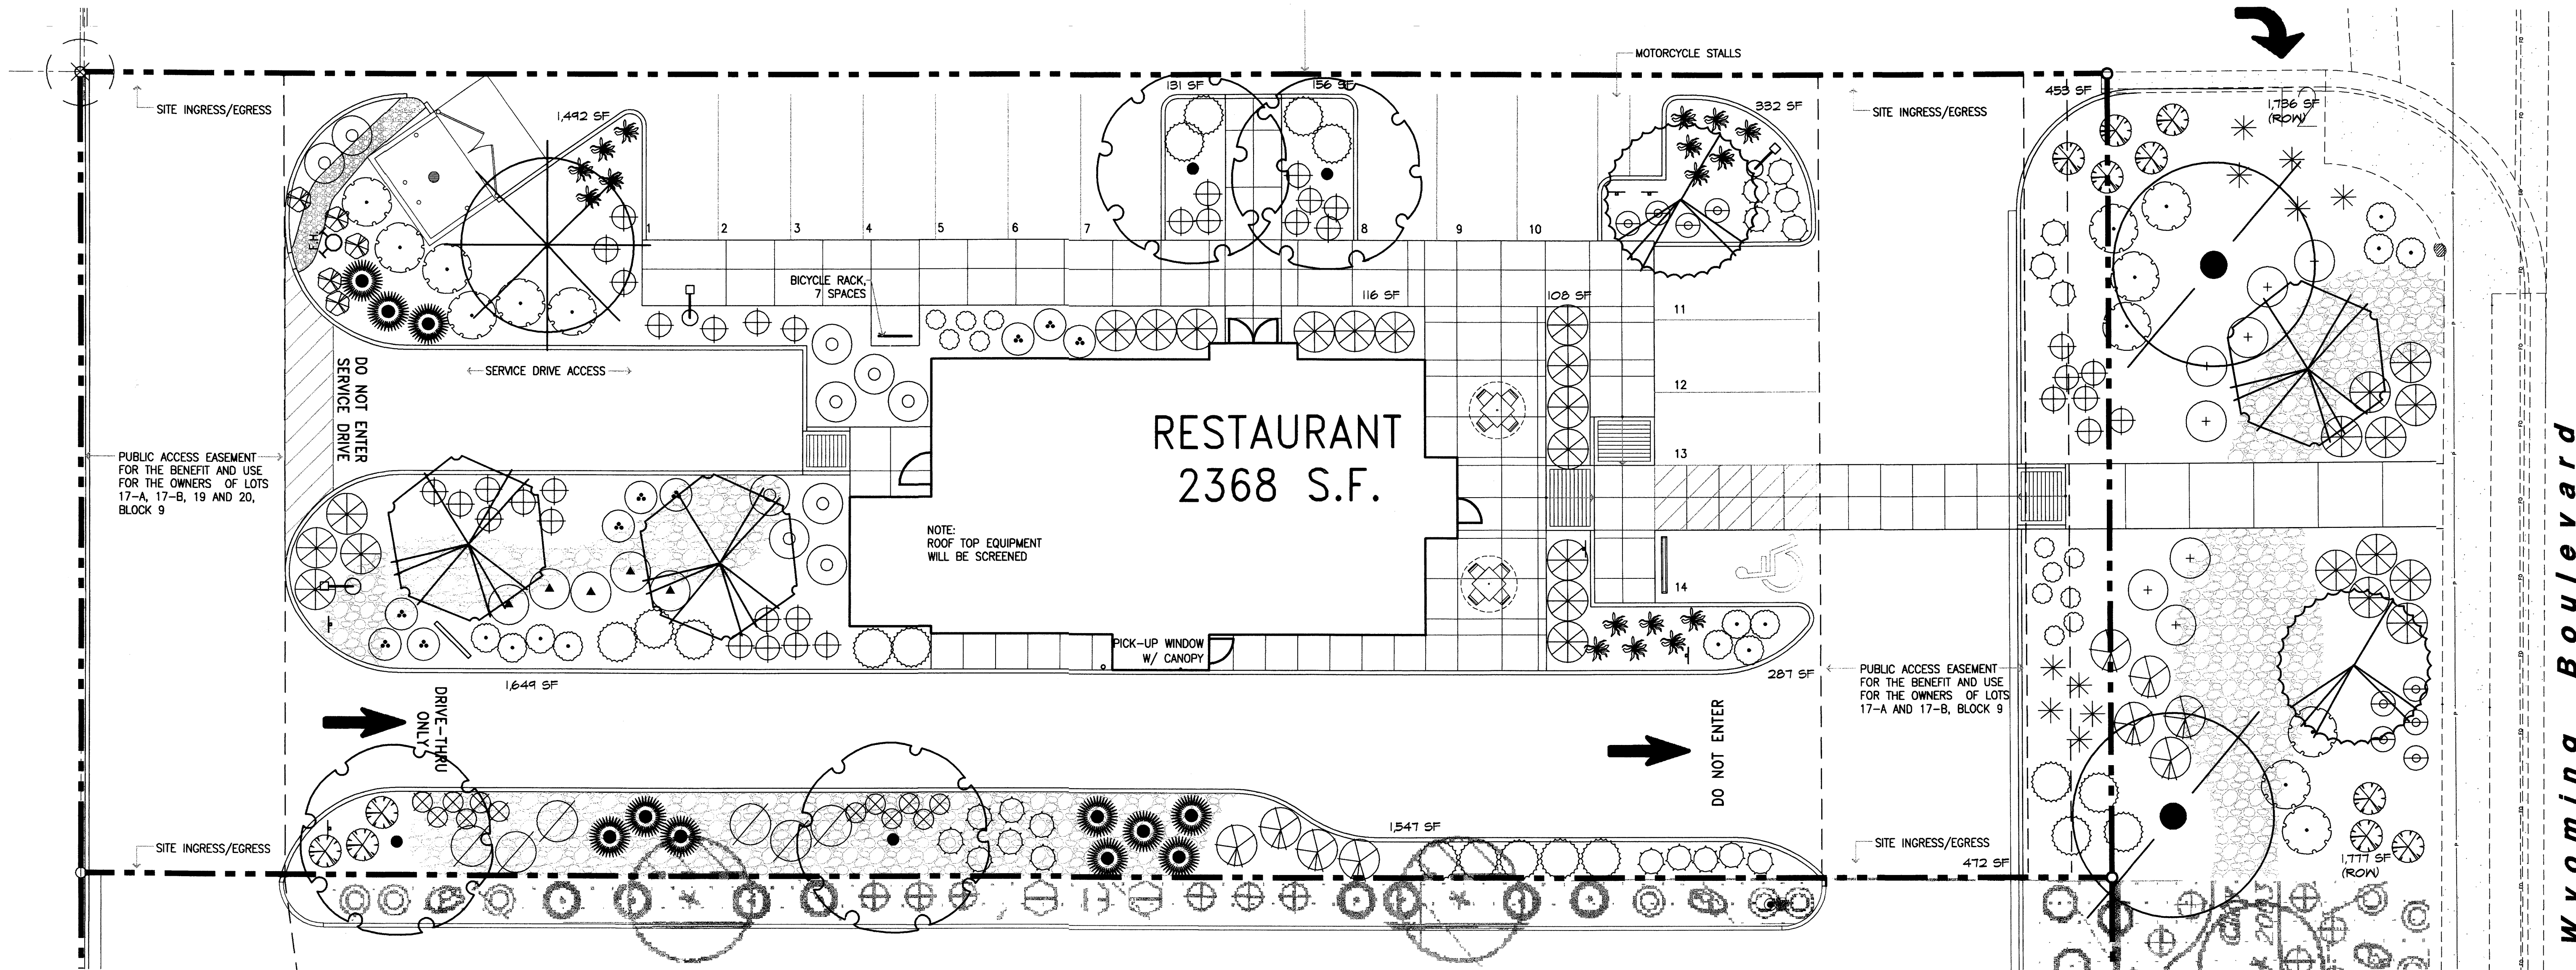 MOTORCYCLE STALLS
SITE INGRESS/EGRESS
1,492 SF
131 SF
156 SF
332 SF
SITE INGRESS/EGRESS
453 SF
1,736 SF
(ROW)
F.H.
1
2
3
4
5
6
7
8
9
10
BICYCLE RACK,
7 SPACES
116 SF
108 SF
11
12
13
14
DO NOT ENTER
SERVICE DRIVE
SERVICE DRIVE ACCESS
RESTAURANT
2368 S.F.
PUBLIC ACCESS EASEMENT
FOR THE BENEFIT AND USE
FOR THE OWNERS OF LOTS
17-A, 17-B, 19 AND 20,
BLOCK 9
NOTE:
ROOF TOP EQUIPMENT
WILL BE SCREENED
PICK-UP WINDOW
W/ CANOPY
1,649 SF
287 SF
PUBLIC ACCESS EASEMENT
FOR THE BENEFIT AND USE
FOR THE OWNERS OF LOTS
17-A AND 17-B, BLOCK 9
DRIVE-THRU
ONLY
DO NOT ENTER
SITE INGRESS/EGRESS
1,547 SF
SITE INGRESS/EGRESS
472 SF
1,777 SF
(ROW)
Wyoming Boulevard